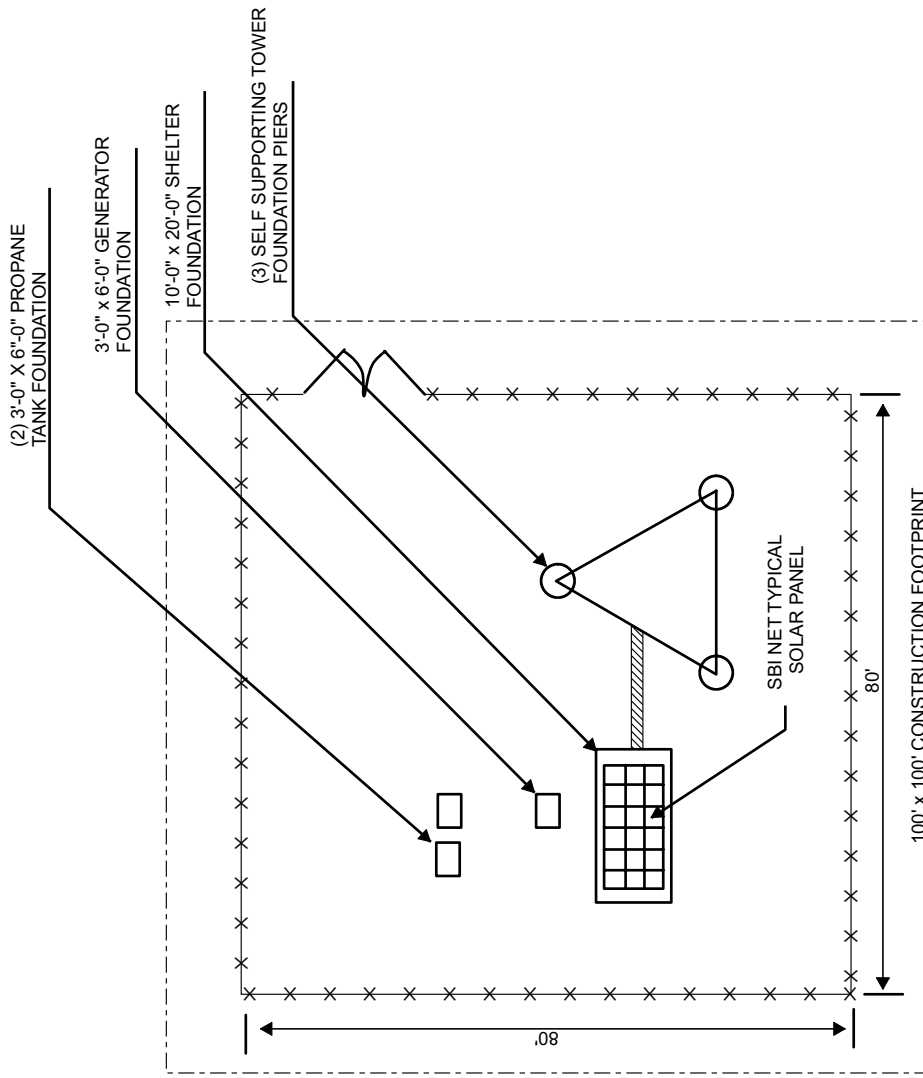 (2) 3'-0" X 6"-0" PROPANE
TANK FOUNDATION
3'-0" x 6'-0" GENERATOR
FOUNDATION
10'-0" x 20'-0" SHELTER
FOUNDATION
(3) SELF SUPPORTING TOWER
FOUNDATION PIERS
SBI NET TYPICAL
SOLAR PANEL
80'
80'
100' x 100' CONSTRUCTION FOOTPRINT